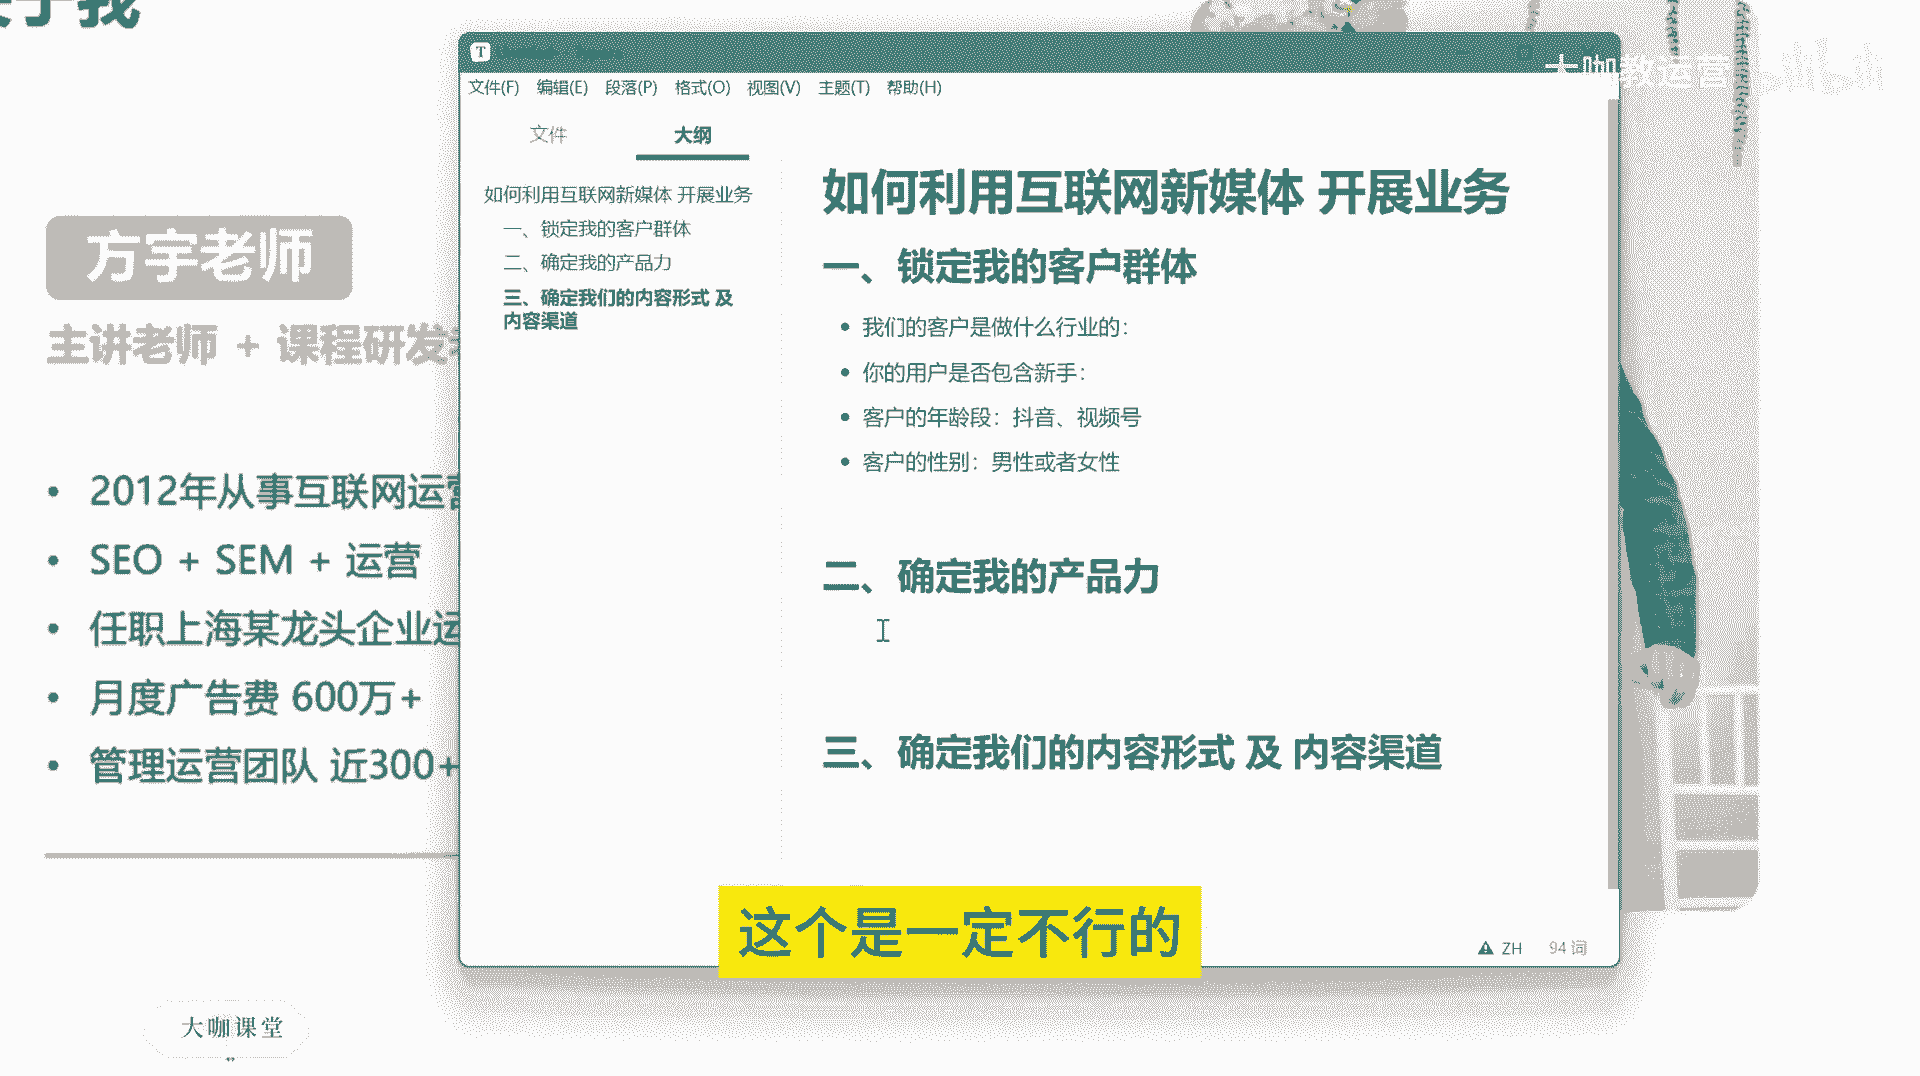 方宇老师
主讲老师 + 课程研发
2012年从事互联网运营
SEO + SEM + 运营
任职上海某龙头企业运
月度广告费 600万+
管理运营团队 近300+
大咖课堂
T
文件(F) 编辑(E) 段落(P) 格式(O) 视图(V) 主题(T) 帮助(H)
文件 大纲
如何利用互联网新媒体 开展业务
一、锁定我的客户群体
二、确定我的产品力
三、确定我们的内容形式 及
内容渠道
如何利用互联网新媒体 开展业务
一、锁定我的客户群体
我们的客户是做什么行业的：
你的用户是否包含新手：
客户的年龄段：抖音、视频号
客户的性别：男性或者女性
二、确定我的产品力
三、确定我们的内容形式 及 内容渠道
ZH 94 词
这个是一定不行的
大咖教运营
bilibili